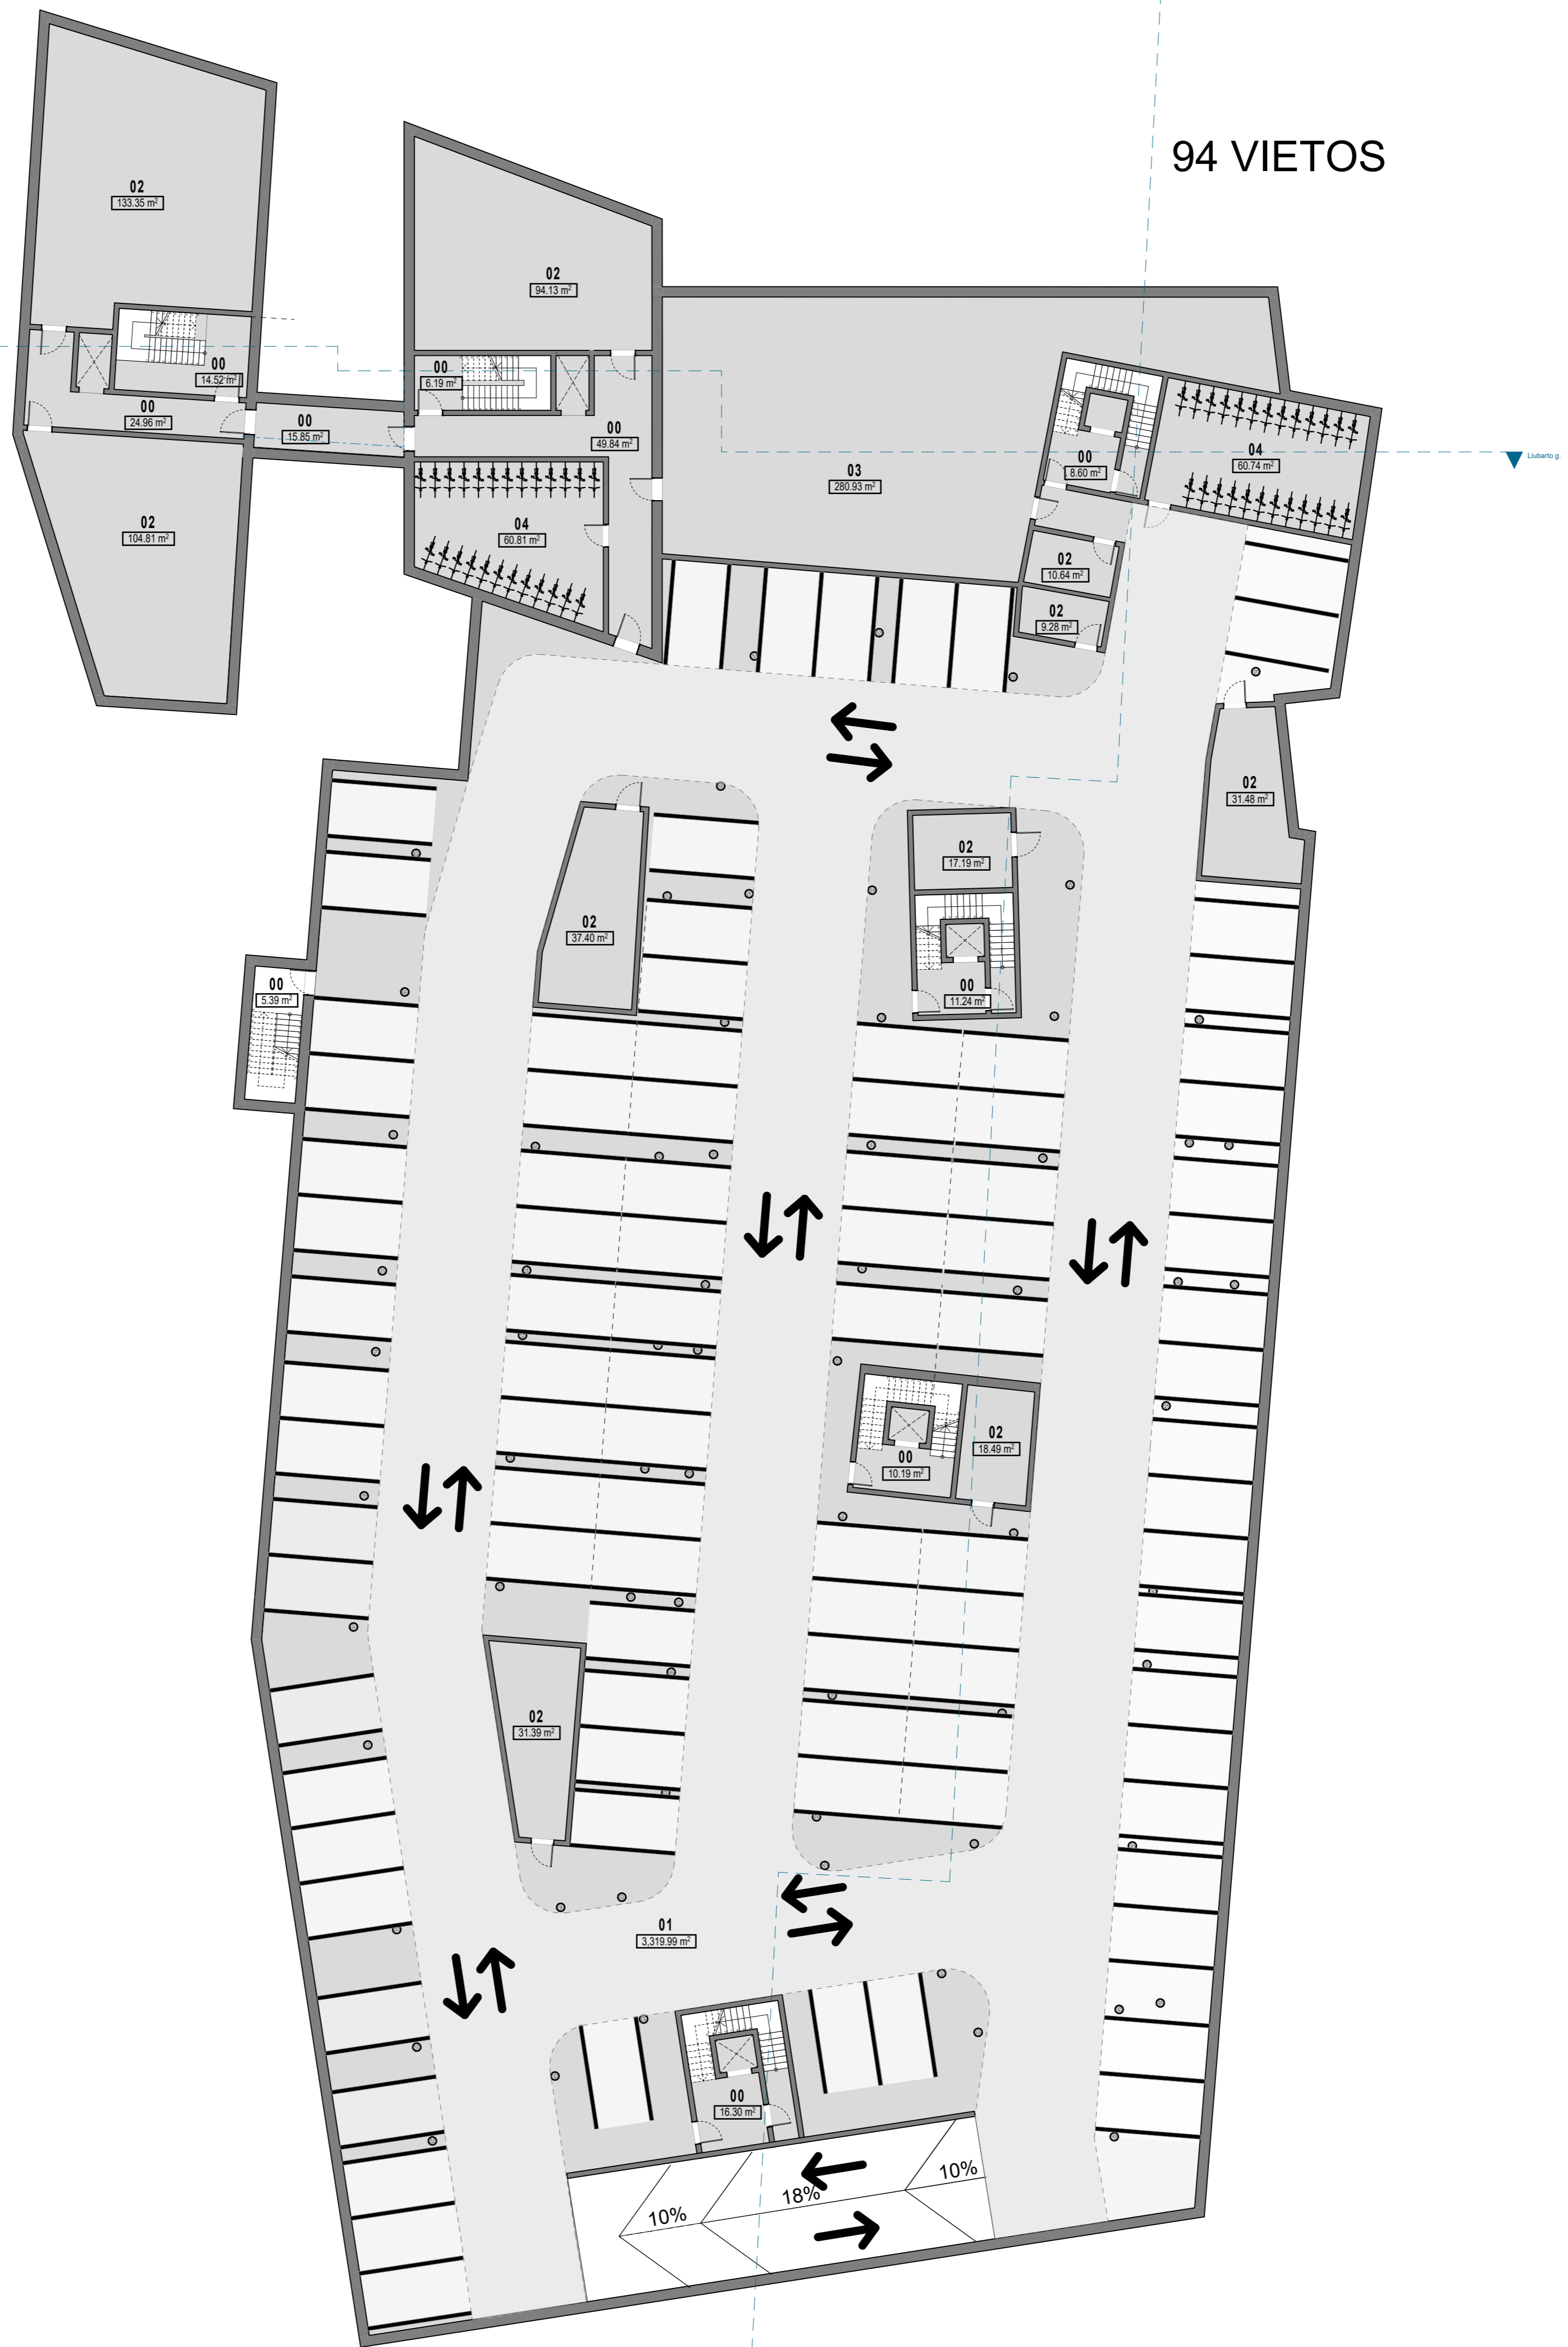 94 VIETOS
02
133.35 m²
02
94.13 m²
00
14.52 m²
00
6.19 m²
00
24.96 m²
00
15.85 m²
00
49.84 m²
03
280.93 m²
00
8.60 m²
04
60.74 m²
Liubarto g.
02
104.81 m²
04
60.81 m²
02
10.64 m²
02
9.28 m²
02
31.48 m²
02
17.19 m²
02
37.40 m²
00
5.39 m²
00
11.24 m²
02
18.49 m²
00
10.19 m²
02
31.39 m²
01
3,319.99 m²
00
16.30 m²
10%
18%
10%